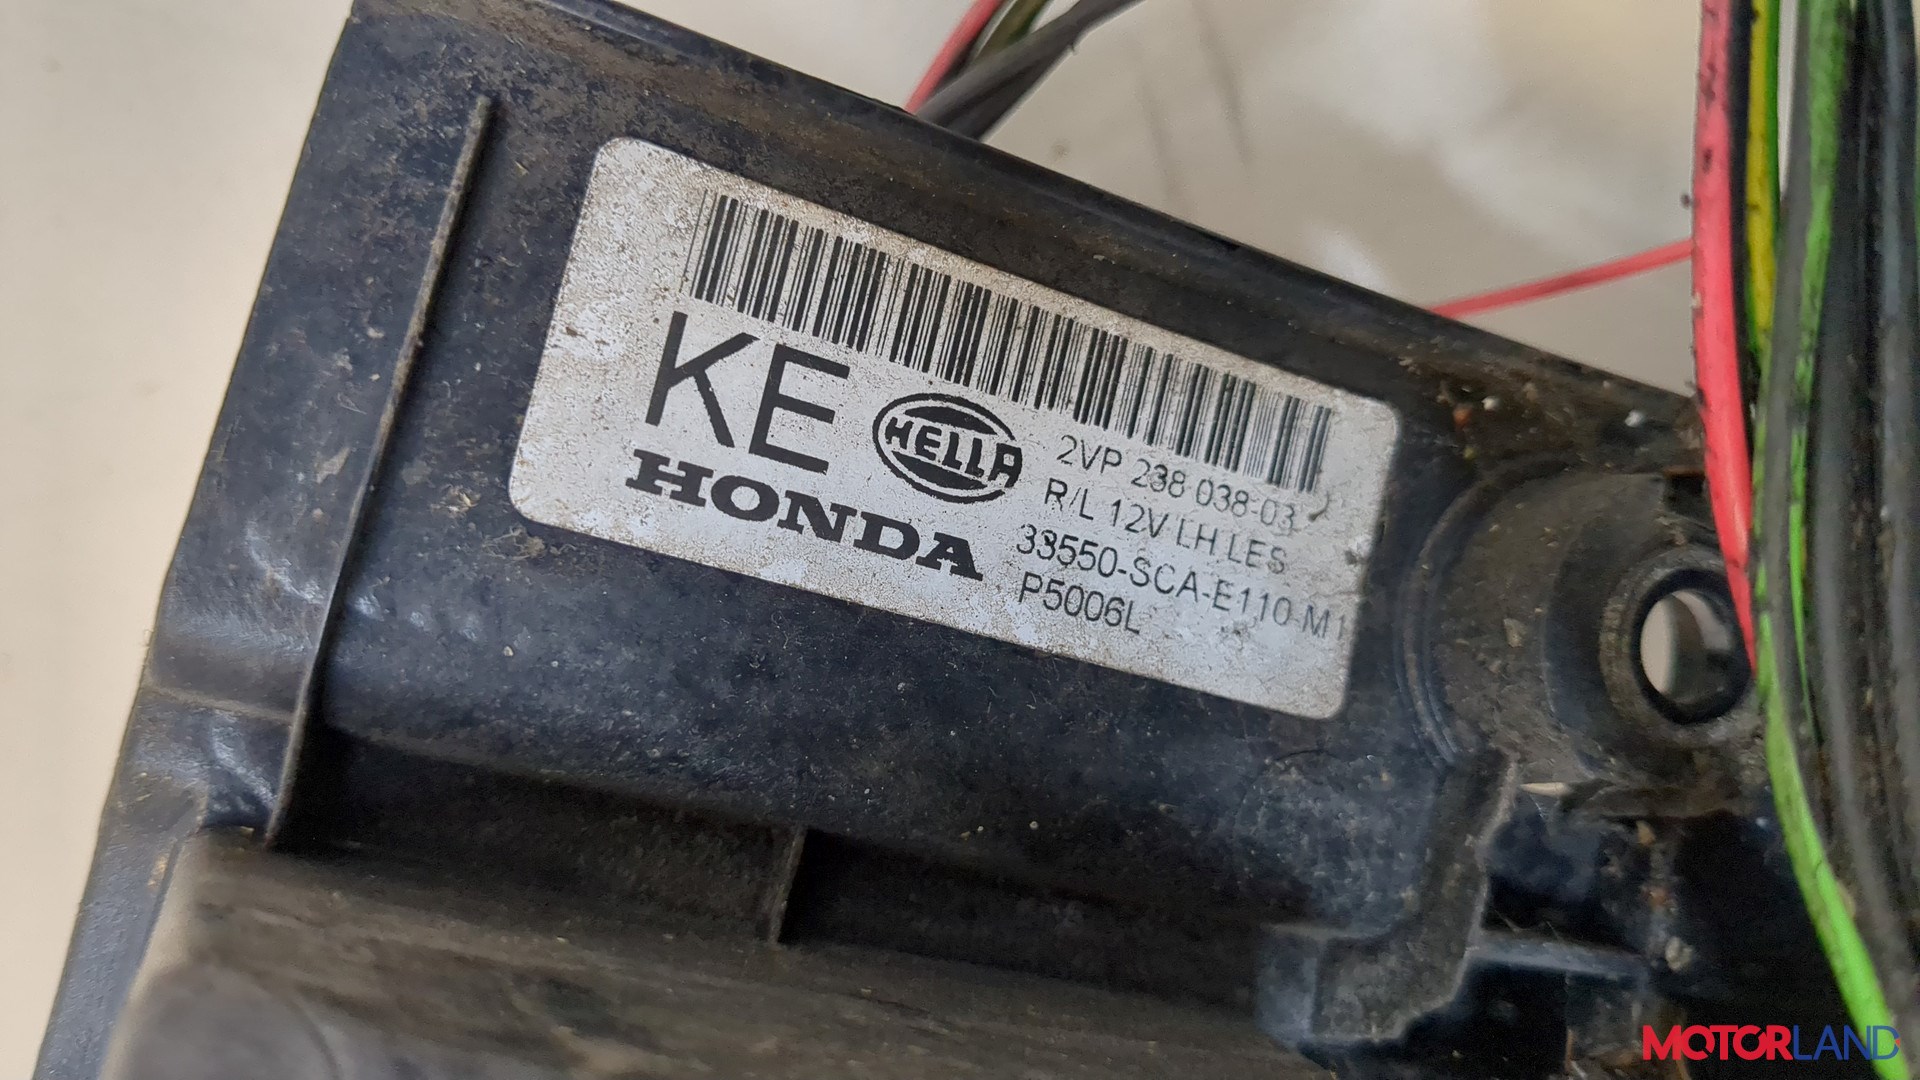 KE
HELLA
HONDA
2VP 238 038-03
R/L 12V LH LES
33550-SCA-E110-M1
P5006L
MOTORLAND